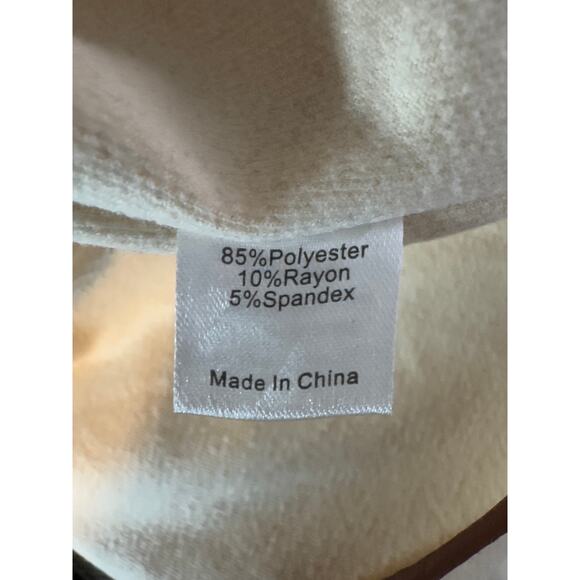 85%Polyester
10%Rayon
5%Spandex
Made In China